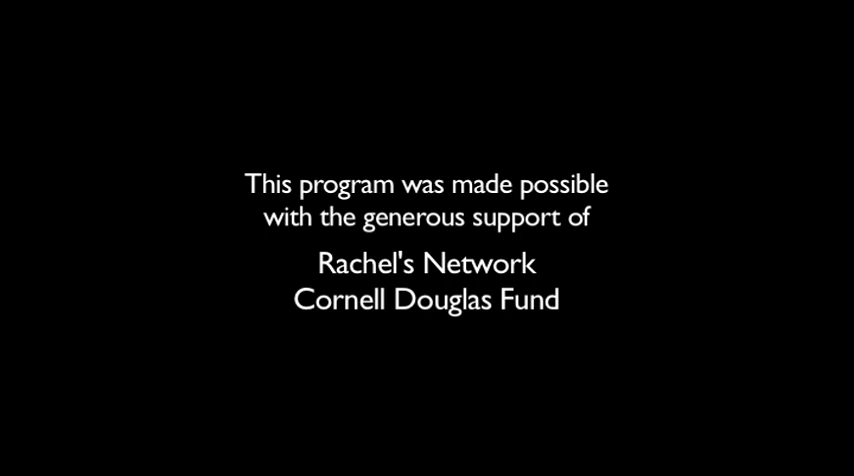 This program was made possible
with the generous support of
Rachel's Network
Cornell Douglas Fund